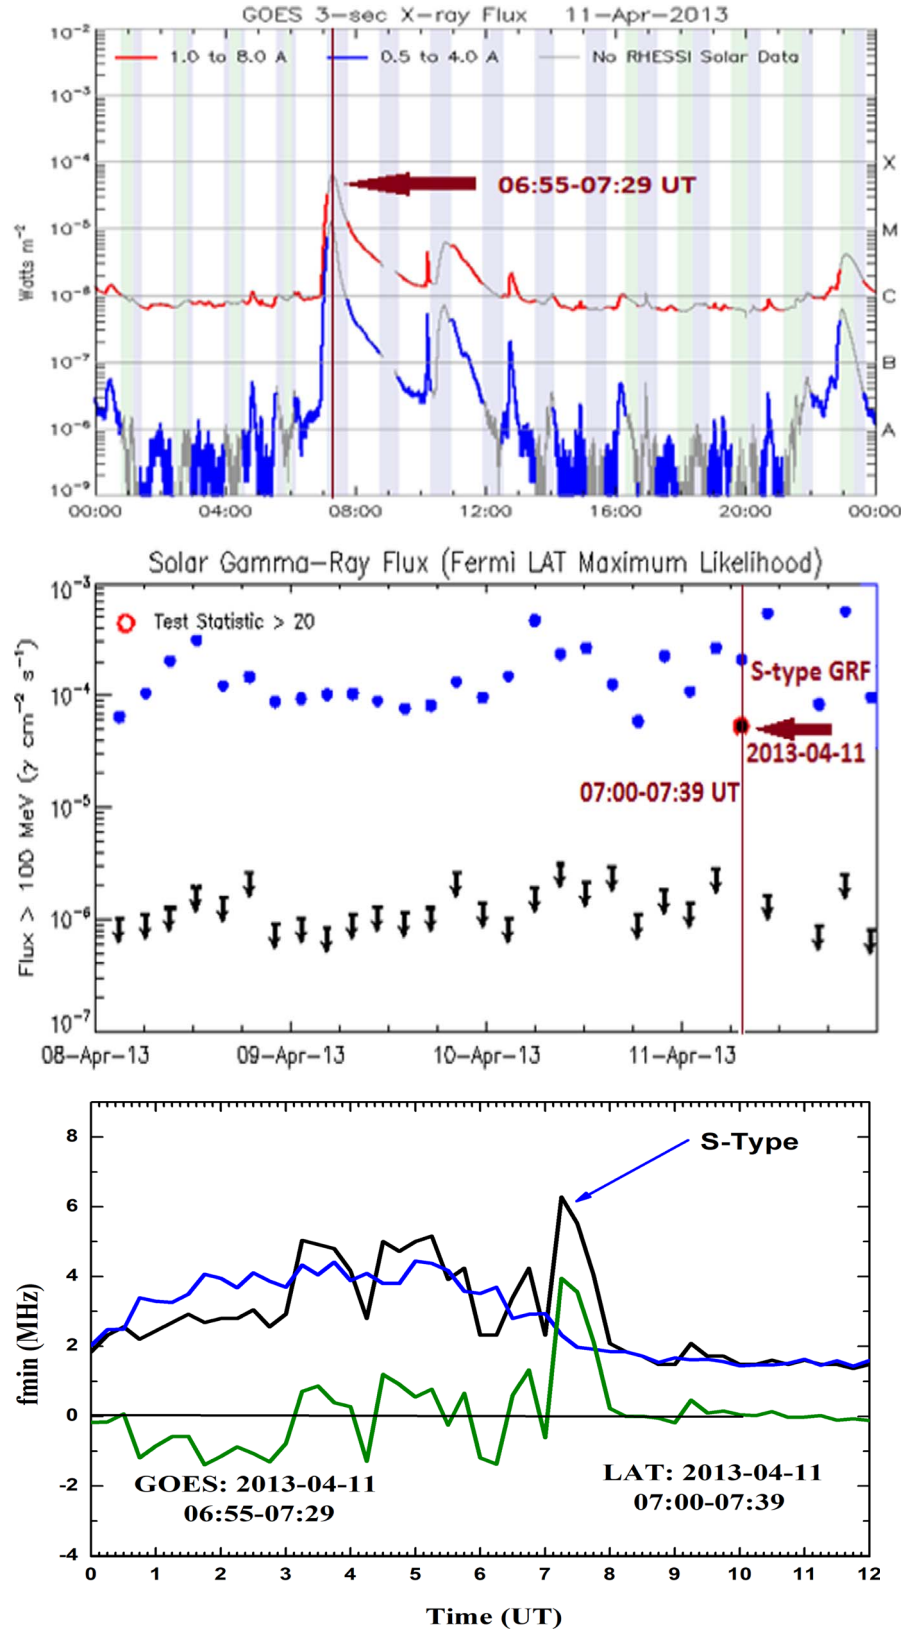 GOES 3-sec X-ray Flux 11-Apr-2013
10⁻²
1.0 to 8.0 A 0.5 to 4.0 A No RHESSI Solar Data
10⁻³
10⁻⁴ X
06:55-07:29 UT
10⁻⁵ M
Watts m⁻²
10⁻⁶ C
10⁻⁷ B
10⁻⁸ A
10⁻⁹
00:00 04:00 08:00 12:00 16:00 20:00 00:00
Solar Gamma-Ray Flux (Fermi LAT Maximum Likelihood)
10⁻³
Test Statistic > 20
S-type GRF
10⁻⁴
2013-04-11
07:00-07:39 UT
10⁻⁵
Flux > 100 MeV (γ cm⁻² s⁻¹)
10⁻⁶
10⁻⁷
08-Apr-13 09-Apr-13 10-Apr-13 11-Apr-13
8
S-Type
6
4
fmin (MHz)
2
0
GOES: 2013-04-11 LAT: 2013-04-11
-2
06:55-07:29 07:00-07:39
-4
0 1 2 3 4 5 6 7 8 9 10 11 12
Time (UT)